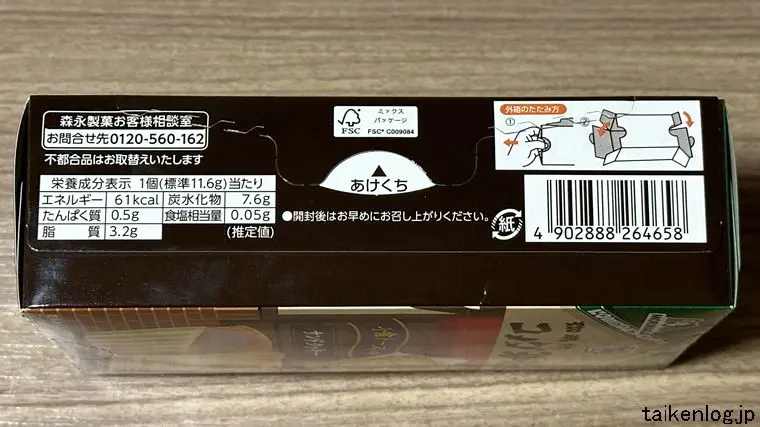 森永製菓お客様相談室
お問合せ先0120-560-162
不都合品はお取替えいたします
栄養成分表示 1個(標準11.6g)当たり
エネルギー 61kcal 炭水化物 7.6g
たんぱく質 0.5g 食塩相当量 0.05g
脂質 3.2g (推定値)
FSC
ミックス
パッケージ
FSC® C009084
あけくち
●開封後はお早めにお召し上がりください。
外箱のたたみ方
① ②
紙
4 902888 264658
taikenlog.jp